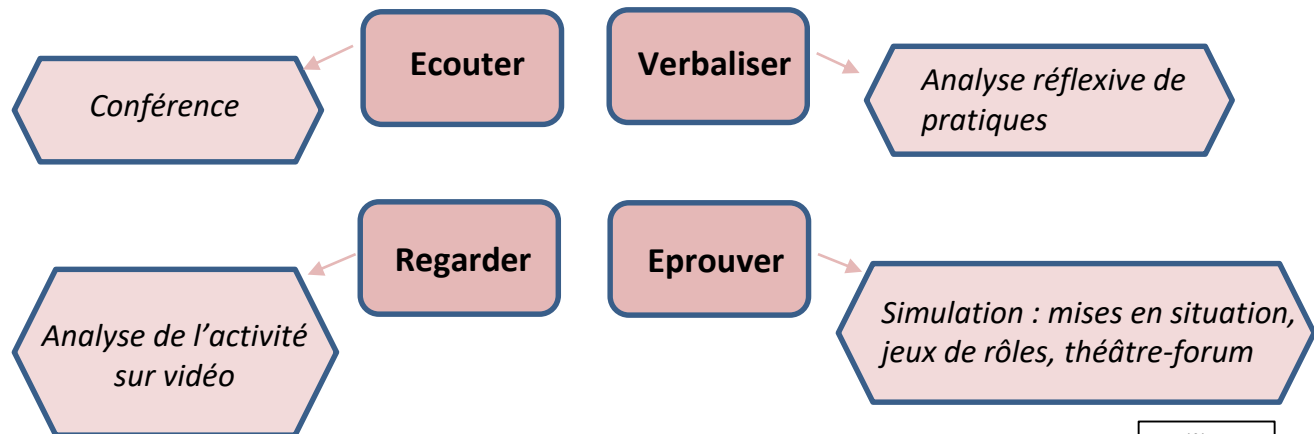 Ecouter
Verbaliser
Conférence
Analyse réflexive de
pratiques
Regarder
Eprouver
Analyse de l’activité
sur vidéo
Simulation : mises en situation,
jeux de rôles, théâtre-forum